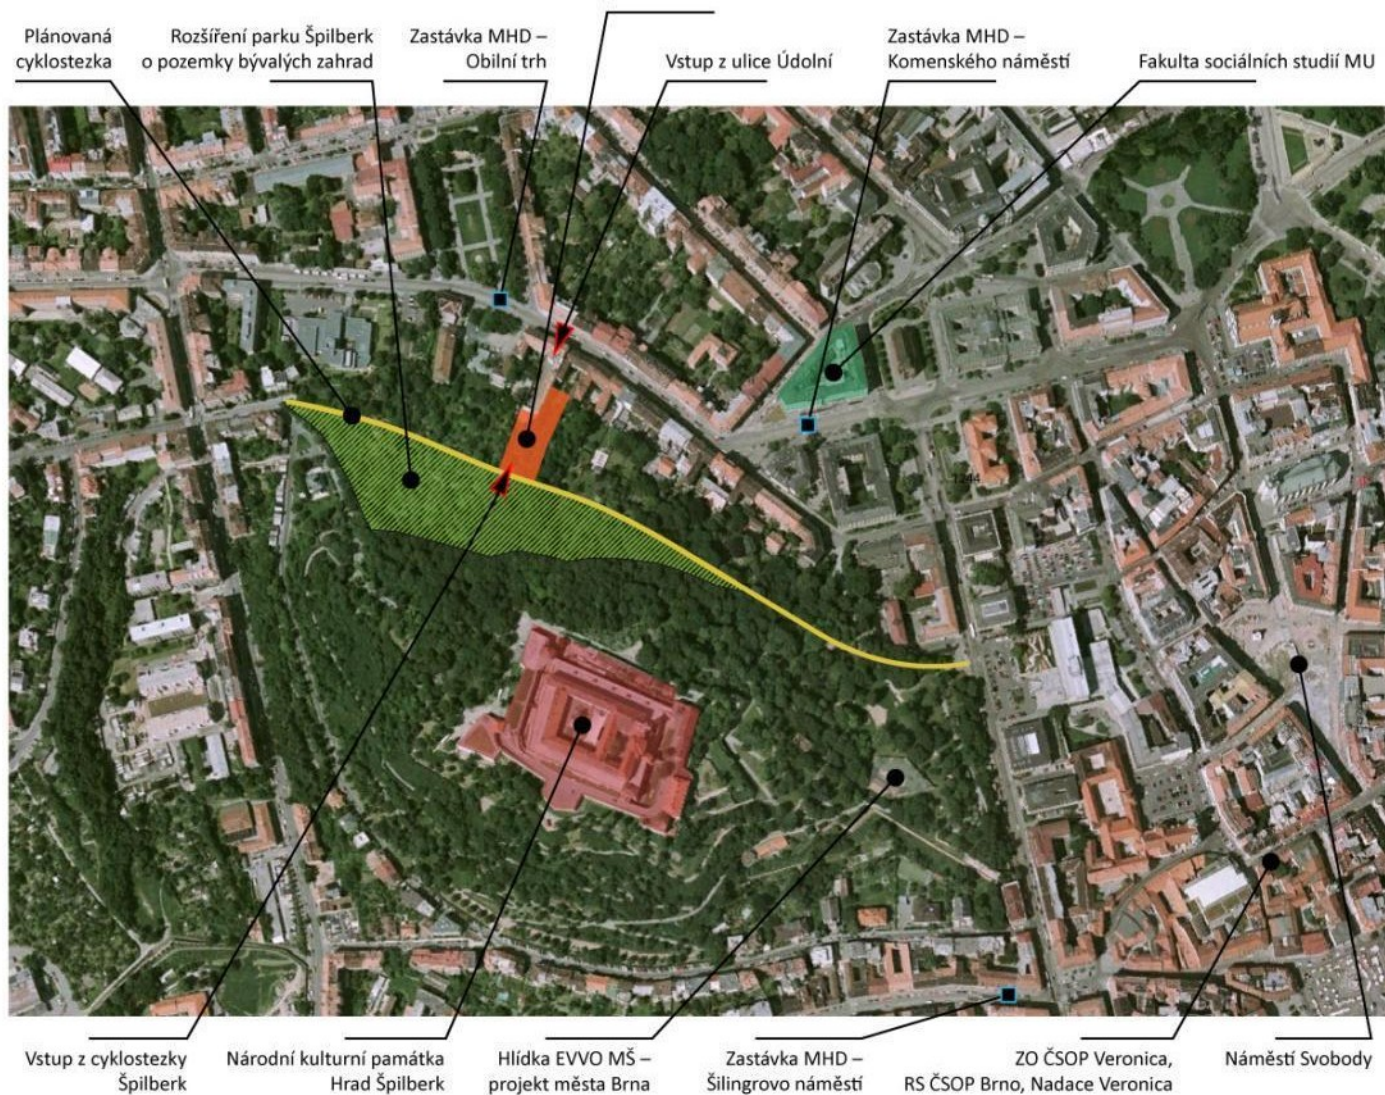 Plánovaná
cyklostezka
Rozšíření parku Špilberk
o pozemky bývalých zahrad
Zastávka MHD –
Obilní trh
Vstup z ulice Údolní
Zastávka MHD –
Komenského náměstí
Fakulta sociálních studií MU
1244
Vstup z cyklostezky
Špilberk
Národní kulturní památka
Hrad Špilberk
Hlídka EVVO MŠ –
projekt města Brna
Zastávka MHD –
Šilingrovo náměstí
ZO ČSOP Veronica,
RS ČSOP Brno, Nadace Veronica
Náměstí Svobody